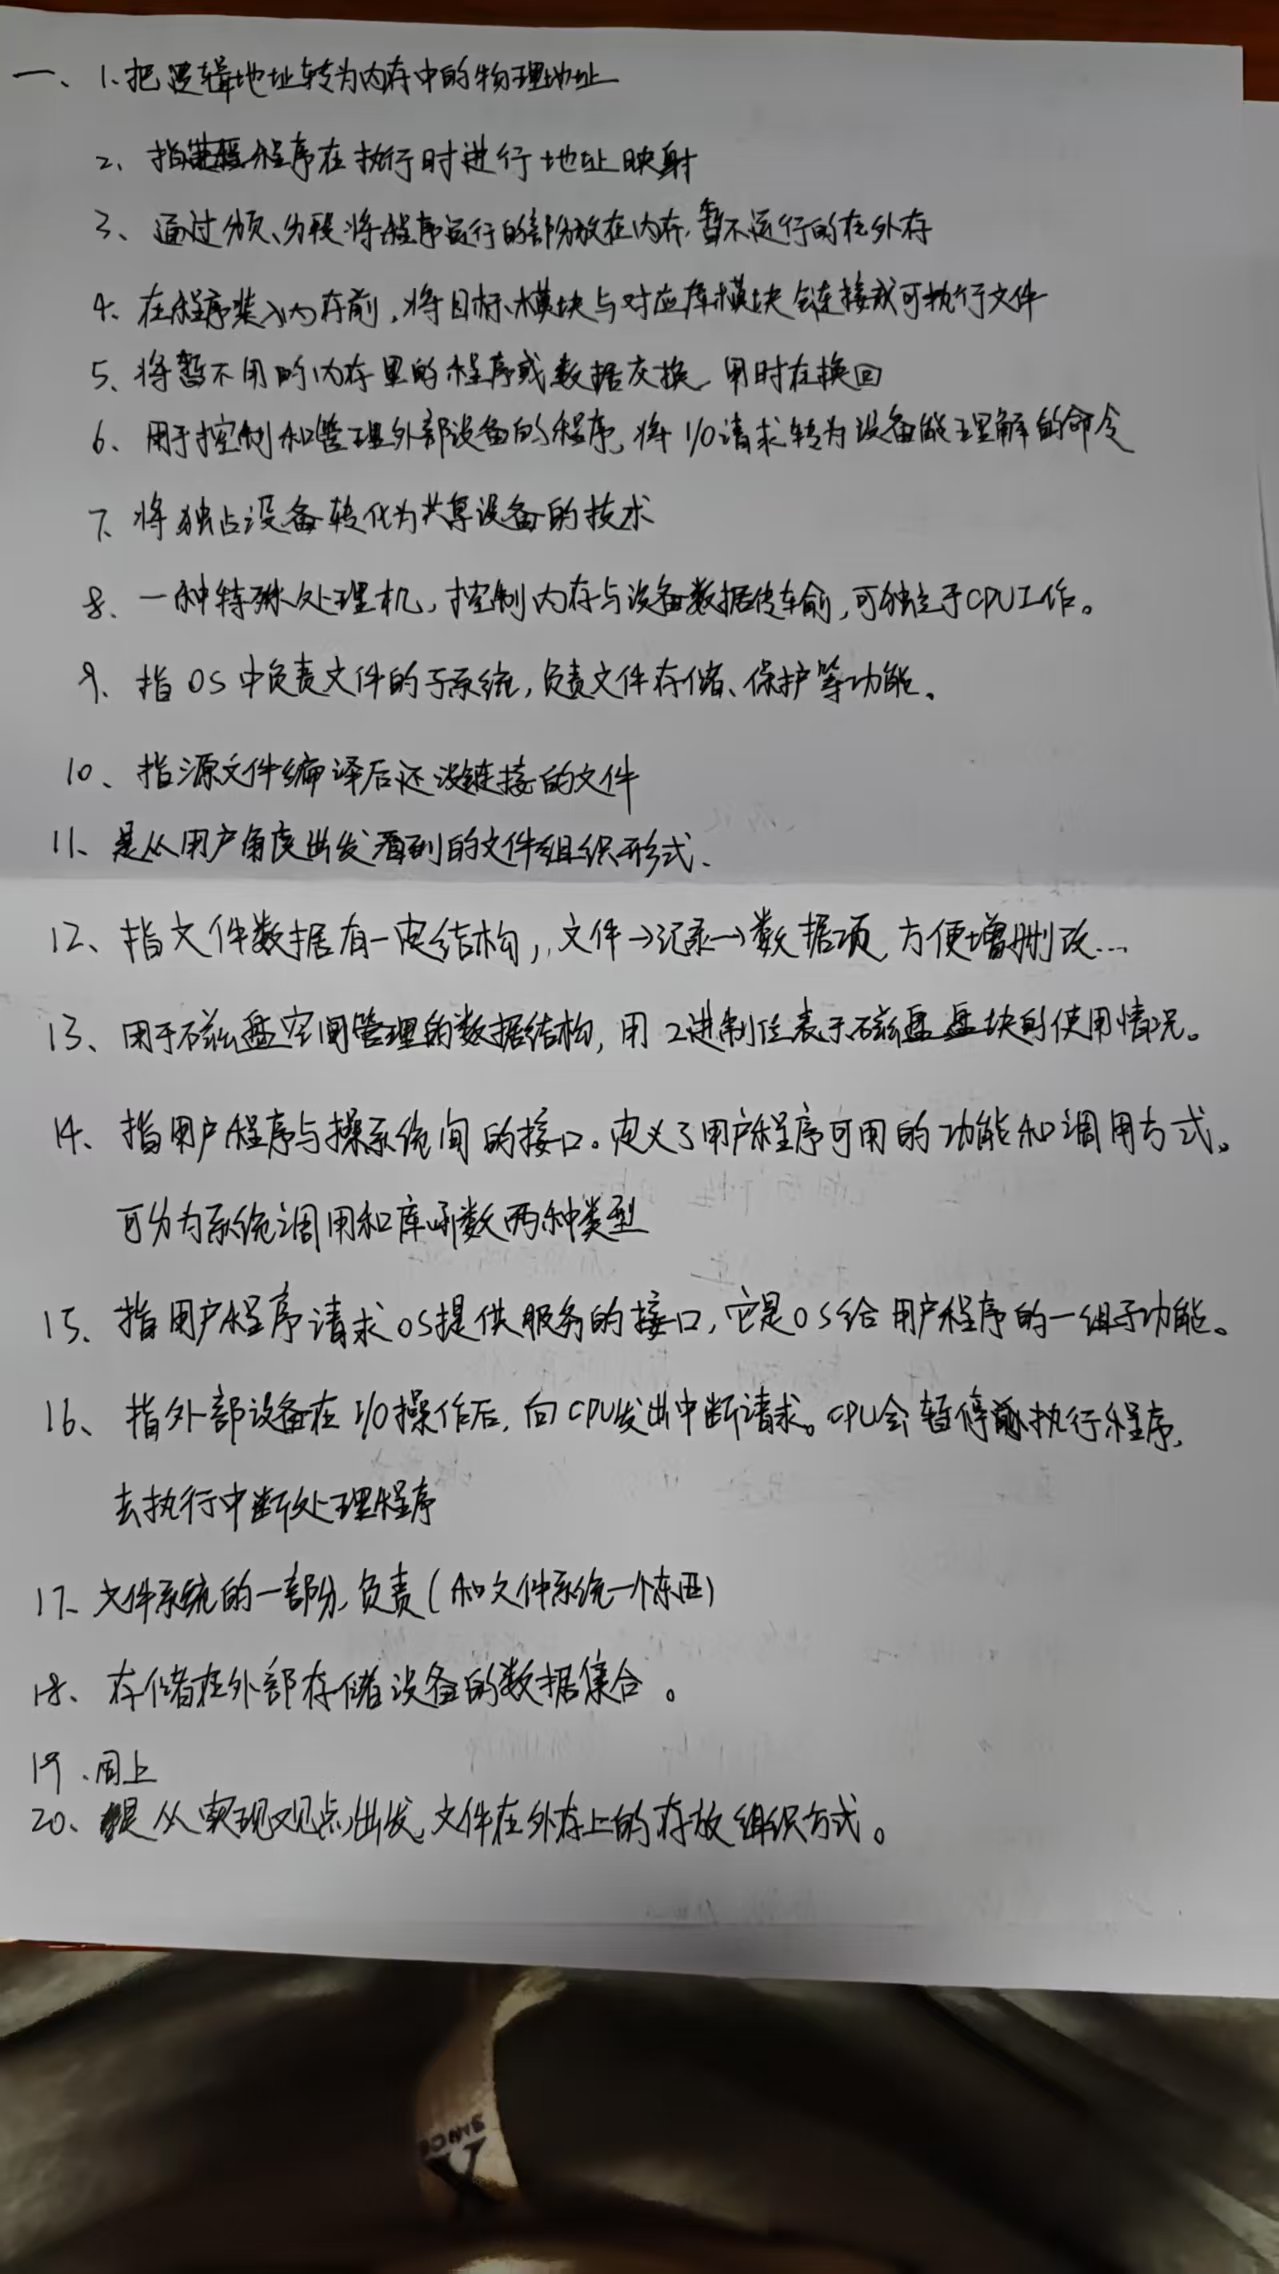 一、1、把逻辑地址转为内存中的物理地址
2、指程序在执行时进行地址映射
3、通过分页、分段将程序运行的部分放在内存,暂不运行的在外存
4、在程序装入内存前,将目标模块与对应库模块链接成可执行文件
5、将暂不用的内存里的程序或数据交换,用时在换回
6、用于控制和管理外部设备的程序,将I/O请求转为设备能理解的命令
7、将独占设备转化为共享设备的技术
8、一种特殊处理机,控制内存与设备数据传输,可独立于CPU工作。
9、指OS中负责文件的子系统,负责文件存储、保护等功能。
10、指源文件编译后还没链接的文件
11、是从用户角度出发看到的文件组织形式、
12、指文件数据有一定结构,文件→记录→数据项,方便增删改...
13、用于磁盘空间管理的数据结构,用2进制位表示磁盘盘块的使用情况。
14、指用户程序与操系统间的接口。定义了用户程序可用的功能和调用方式。
可分为系统调用和库函数两种类型
15、指用户程序请求OS提供服务的接口,它是OS给用户程序的一组子功能。
16、指外部设备在I/O操作后,向CPU发出中断请求。CPU会暂停执行程序,
去执行中断处理程序
17、文件系统的一部分,负责(和文件系统一个东西)
18、存储在外部存储设备的数据集合。
19、同上
20、是从实现观点出发,文件在外存上的存放组织方式。
SINCE
X